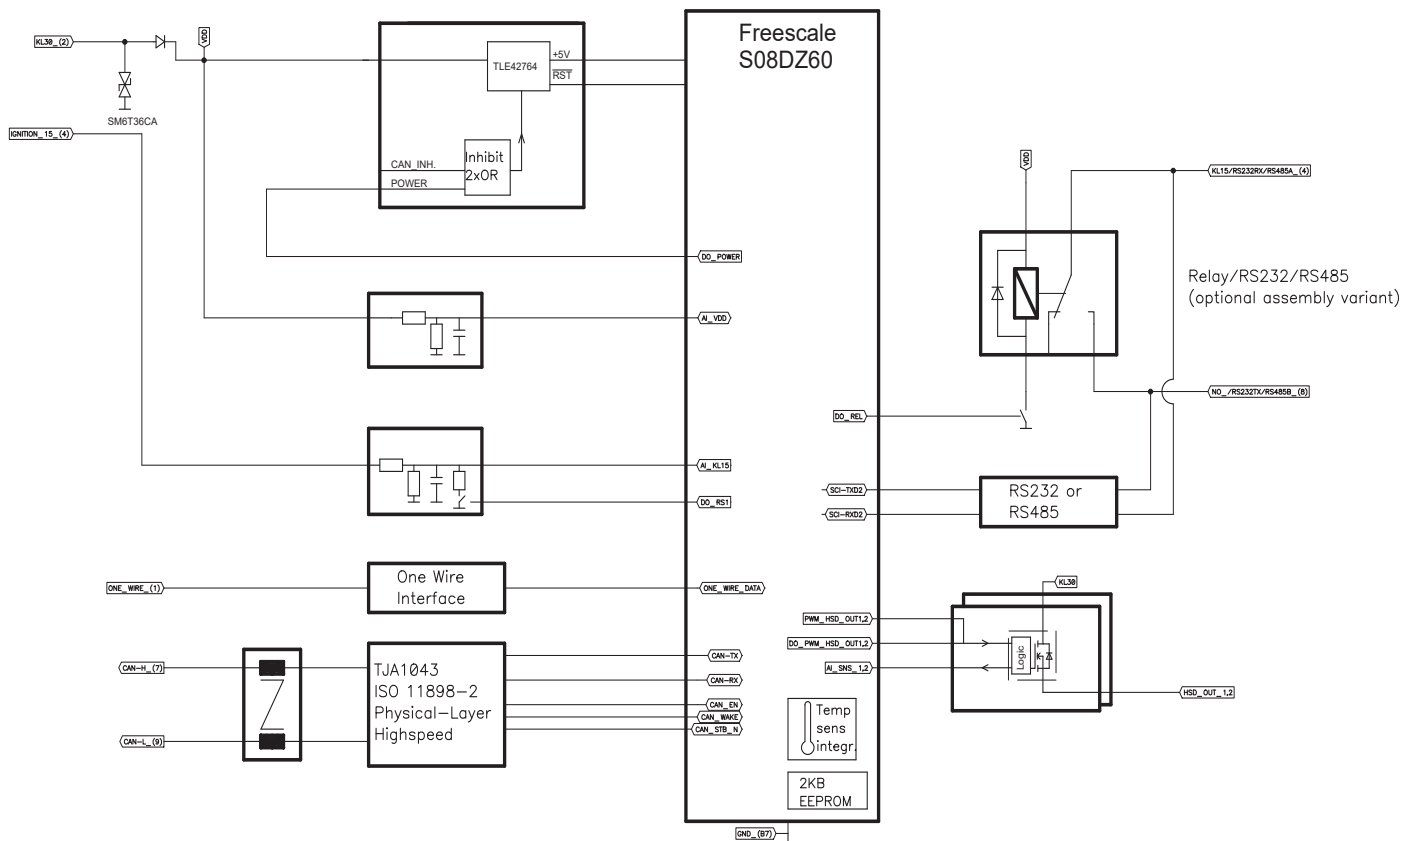 Freescale
S08DZ60
KL30_(2)
VDD
SM6T36CA
IGNITION_15_(4)
TLE42764
+5V
RST
CAN_INH.
POWER
Inhibit
2xOR
DO_POWER
AI_VDD
AI_KL15
DO_RS1
ONE_WIRE_(1)
One Wire
Interface
ONE_WIRE_DATA
CAN-H_(7)
CAN-L_(9)
TJA1043
ISO 11898-2
Physical-Layer
Highspeed
CAN-TX
CAN-RX
CAN_EN
CAN_WAKE
CAN_STB_N
VDD
KL15/RS232RX/RS485A_(4)
Relay/RS232/RS485
(optional assembly variant)
NO_/RS232TX/RS485B_(8)
DO_REL
SCI-TXD2
SCI-RXD2
RS232 or
RS485
KL30
PWM_HSD_OUT1,2
DO_PWM_HSD_OUT1,2
AI_SNS_1,2
Logic
HSD_OUT_1,2
Temp
sens
integr.
2KB
EEPROM
GND_(B7)